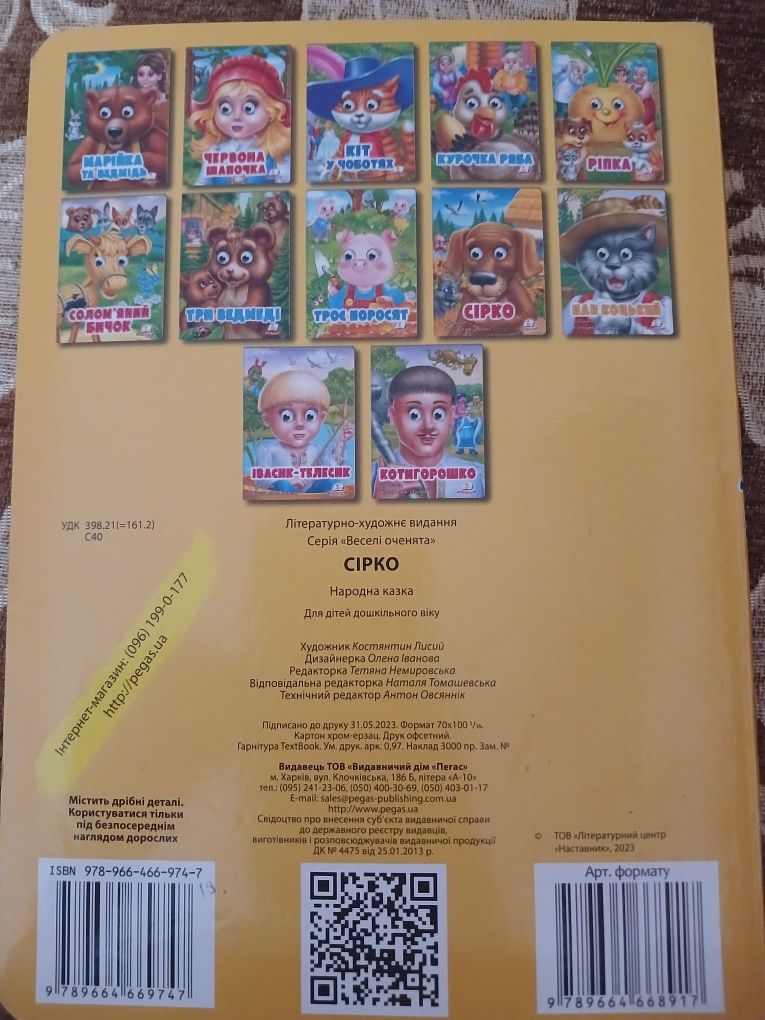 МАРІЙКА
ТА ВЕДМІДЬ
ЧЕРВОНА
ШАПОЧКА
КІТ
У ЧОБОТЯХ
КУРОЧКА РЯБА
РІПКА
СОЛОМ'ЯНИЙ
БИЧОК
ТРИ ВЕДМЕДІ
ТРОЄ ПОРОСЯТ
СІРКО
ПАН КОЦЬКИЙ
ІВАСИК-ТЕЛЕСИК
КОТИГОРОШКО
УДК 398.21(=161.2)
С40
Літературно-художнє видання
Серія «Веселі оченята»
СІРКО
Народна казка
Для дітей дошкільного віку
Інтернет-магазин: (096) 199-0-177
http://pegas.ua
Художник Костянтин Лисий
Дизайнерка Олена Іванова
Редакторка Тетяна Немировська
Відповідальна редакторка Наталя Томашевська
Технічний редактор Антон Овсяннік
Підписано до друку 31.05.2023. Формат 70х100 1/16.
Картон хром-ерзац. Друк офсетний.
Гарнітура TextBook. Ум. друк. арк. 0,97. Наклад 3000 пр. Зам. №
Видавець ТОВ «Видавничий дім «Пегас»
м. Харків, вул. Клочківська, 186 Б, літера «А-10»
тел.: (095) 241-23-06, (050) 400-30-69, (050) 403-01-17
E-mail: sales@pegas-publishing.com.ua
http://www.pegas.ua
Свідоцтво про внесення суб'єкта видавничої справи
до державного реєстру видавців,
виготівників і розповсюджувачів видавничої продукції
ДК № 4475 від 25.01.2013 р.
Містить дрібні деталі.
Користуватися тільки
під безпосереднім
наглядом дорослих
© ТОВ «Літературний центр
«Наставник», 2023
ISBN 978-966-466-974-7
19
9 789664 669747
Арт. формату
9 789664 668917